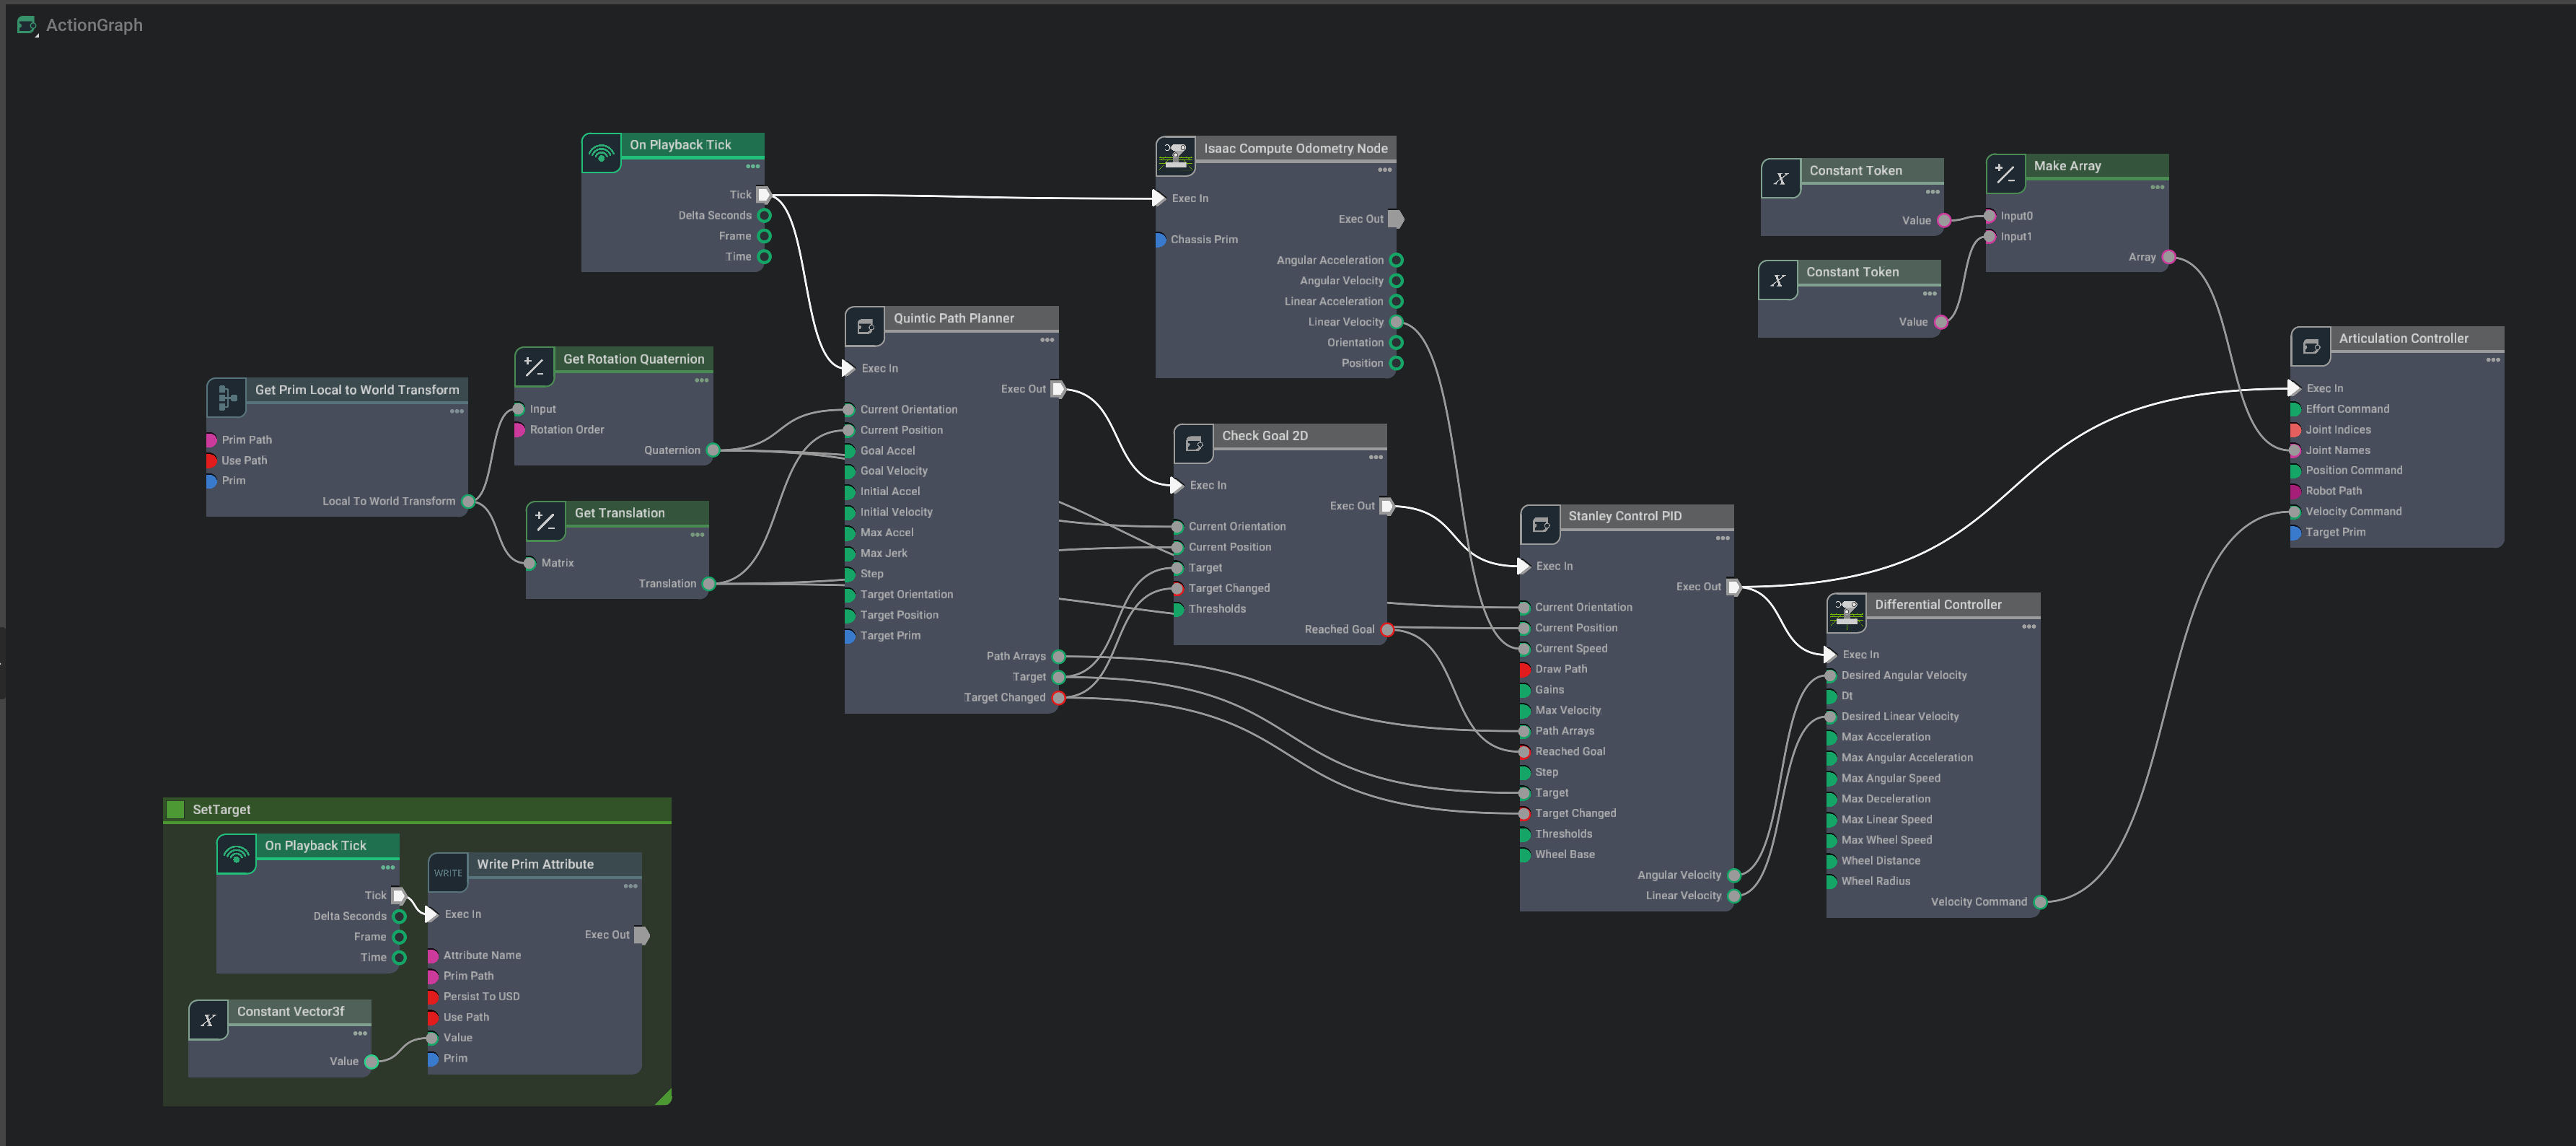 ActionGraph
On Playback Tick
Tick
Delta Seconds
Frame
Time
Isaac Compute Odometry Node
Exec In
Exec Out
Chassis Prim
Angular Acceleration
Angular Velocity
Linear Acceleration
Linear Velocity
Orientation
Position
X
Constant Token
Value
X
Constant Token
Value
Make Array
Input0
Input1
Array
Get Prim Local to World Transform
Prim Path
Use Path
Prim
Local To World Transform
Get Rotation Quaternion
Input
Rotation Order
Quaternion
Get Translation
Matrix
Translation
Quintic Path Planner
Exec In
Exec Out
Current Orientation
Current Position
Goal Accel
Goal Velocity
Initial Accel
Initial Velocity
Max Accel
Max Jerk
Step
Target Orientation
Target Position
Target Prim
Path Arrays
Target
Target Changed
Check Goal 2D
Exec In
Exec Out
Current Orientation
Current Position
Target
Target Changed
Thresholds
Reached Goal
Stanley Control PID
Exec In
Exec Out
Current Orientation
Current Position
Current Speed
Draw Path
Gains
Max Velocity
Path Arrays
Reached Goal
Step
Target
Target Changed
Thresholds
Wheel Base
Angular Velocity
Linear Velocity
Differential Controller
Exec In
Desired Angular Velocity
Dt
Desired Linear Velocity
Max Acceleration
Max Angular Acceleration
Max Angular Speed
Max Deceleration
Max Linear Speed
Max Wheel Speed
Wheel Distance
Wheel Radius
Velocity Command
Articulation Controller
Exec In
Effort Command
Joint Indices
Joint Names
Position Command
Robot Path
Velocity Command
Target Prim
SetTarget
On Playback Tick
Tick
Delta Seconds
Frame
Time
WRITE
Write Prim Attribute
Exec In
Exec Out
Attribute Name
Prim Path
Persist To USD
Use Path
Value
Prim
X
Constant Vector3f
Value